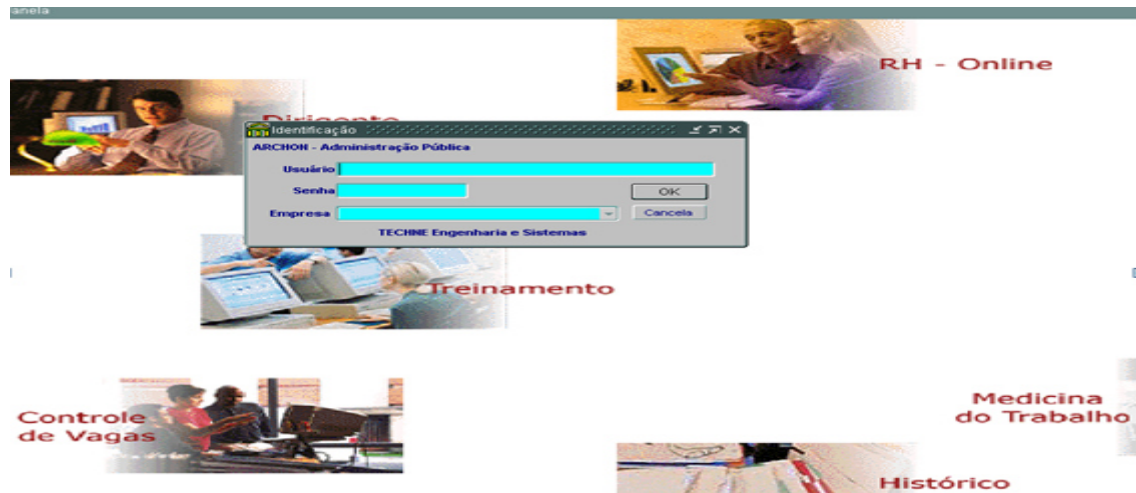 anela
RH - Online
Dirigente
Identificação
ARCHON - Administração Pública
Usuário
Senha
OK
Empresa
Cancela
TECHNE Engenharia e Sistemas
Treinamento
Controle
de Vagas
Medicina
do Trabalho
Histórico